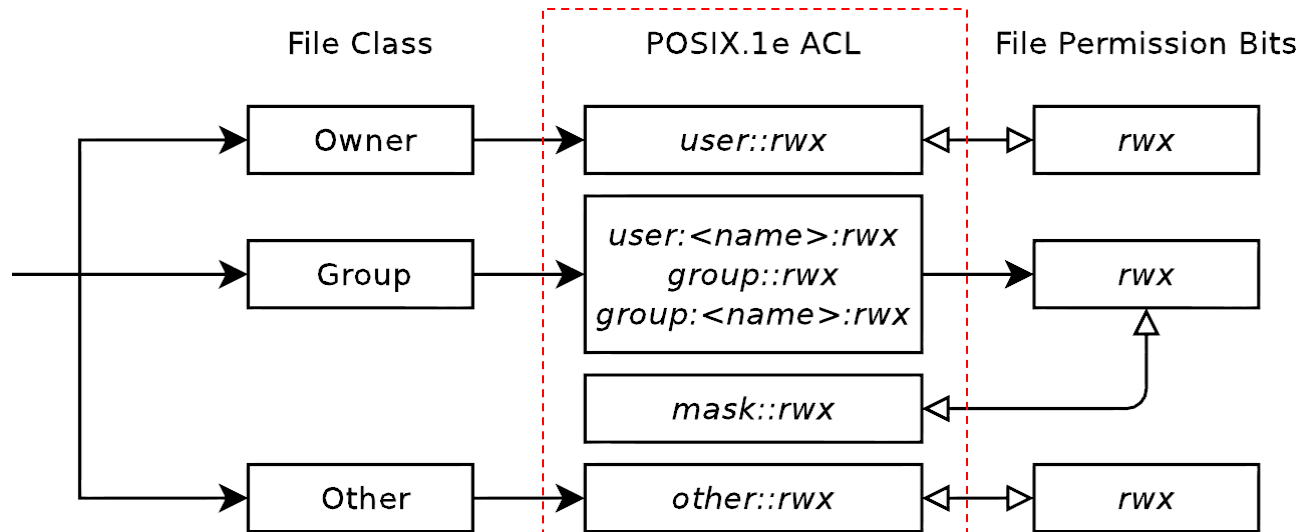 File Class
POSIX.1e ACL
File Permission Bits
Owner
user::rwx
rwx
Group
user:<name>:rwx
group::rwx
group:<name>:rwx
rwx
mask::rwx
Other
other::rwx
rwx